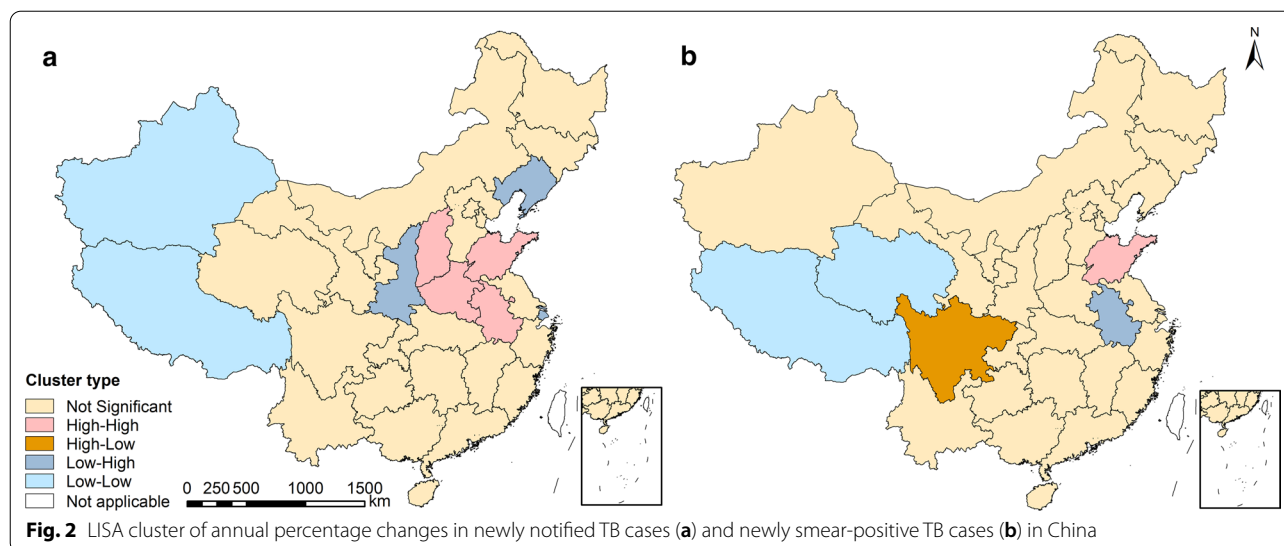 a
b
N
Cluster type
Not Significant
High-High
High-Low
Low-High
Low-Low
Not applicable
0 250 500 1000 1500
km
Fig. 2 LISA cluster of annual percentage changes in newly notified TB cases (a) and newly smear-positive TB cases (b) in China